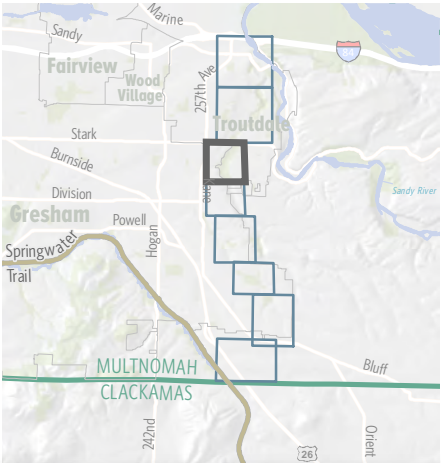 Marine
Sandy
84
Fairview
Wood
Village
257th Ave
Troutdale
Stark
Burnside
Division
Sandy River
Gresham
Powell
Hogan
Springwater
Trail
MULTNOMAH
CLACKAMAS
Bluff
242nd
Orient
26